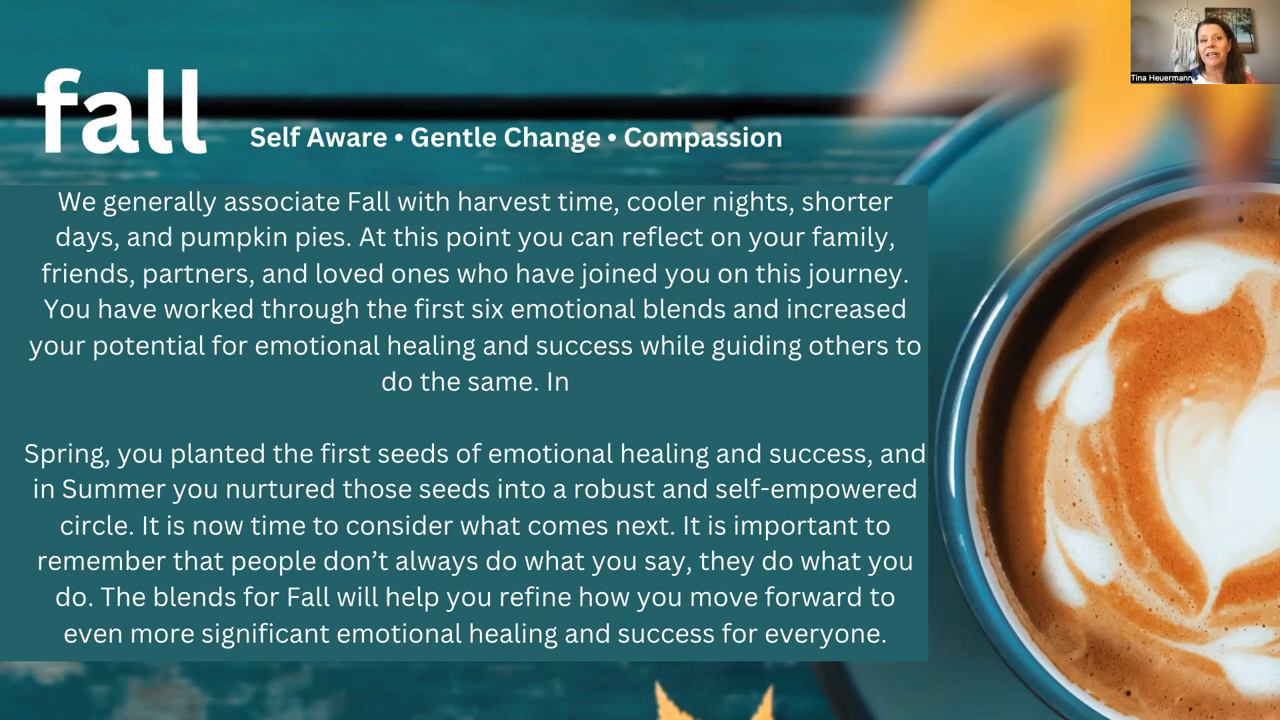 Tina Heuermann
fall
Self Aware • Gentle Change • Compassion
We generally associate Fall with harvest time, cooler nights, shorter
days, and pumpkin pies. At this point you can reflect on your family,
friends, partners, and loved ones who have joined you on this journey.
You have worked through the first six emotional blends and increased
your potential for emotional healing and success while guiding others to
do the same. In
Spring, you planted the first seeds of emotional healing and success, and
in Summer you nurtured those seeds into a robust and self-empowered
circle. It is now time to consider what comes next. It is important to
remember that people don’t always do what you say, they do what you
do. The blends for Fall will help you refine how you move forward to
even more significant emotional healing and success for everyone.